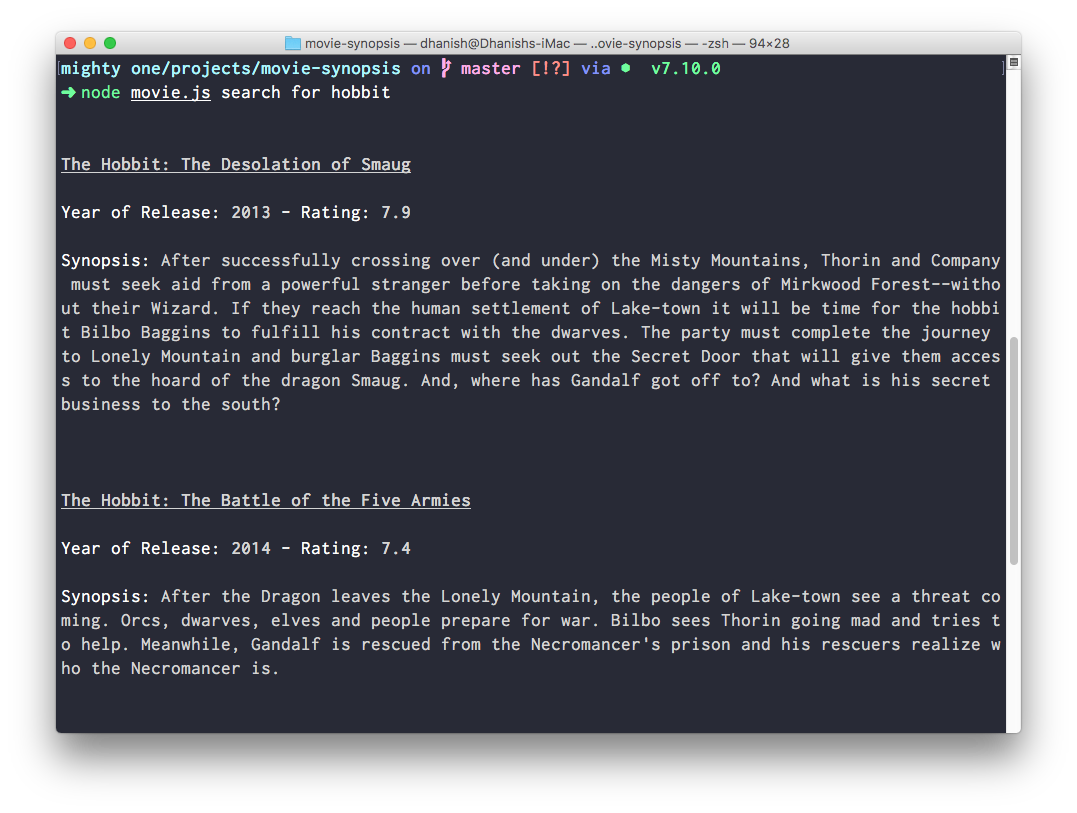 movie-synopsis — dhanish@Dhanishs-iMac — ..ovie-synopsis — -zsh — 94×28
mighty one/projects/movie-synopsis on master [!?] via ⬢ v7.10.0
➜ node movie.js search for hobbit
The Hobbit: The Desolation of Smaug
Year of Release: 2013 - Rating: 7.9
Synopsis: After successfully crossing over (and under) the Misty Mountains, Thorin and Company
must seek aid from a powerful stranger before taking on the dangers of Mirkwood Forest--witho
ut their Wizard. If they reach the human settlement of Lake-town it will be time for the hobbi
t Bilbo Baggins to fulfill his contract with the dwarves. The party must complete the journey
to Lonely Mountain and burglar Baggins must seek out the Secret Door that will give them acces
s to the hoard of the dragon Smaug. And, where has Gandalf got off to? And what is his secret
business to the south?
The Hobbit: The Battle of the Five Armies
Year of Release: 2014 - Rating: 7.4
Synopsis: After the Dragon leaves the Lonely Mountain, the people of Lake-town see a threat co
ming. Orcs, dwarves, elves and people prepare for war. Bilbo sees Thorin going mad and tries t
o help. Meanwhile, Gandalf is rescued from the Necromancer's prison and his rescuers realize w
ho the Necromancer is.